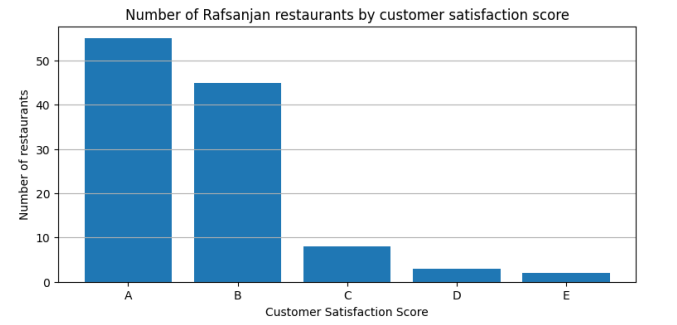 Number of Rafsanjan restaurants by customer satisfaction score
Number of restaurants
50
40
30
20
10
0
A B C D E
Customer Satisfaction Score